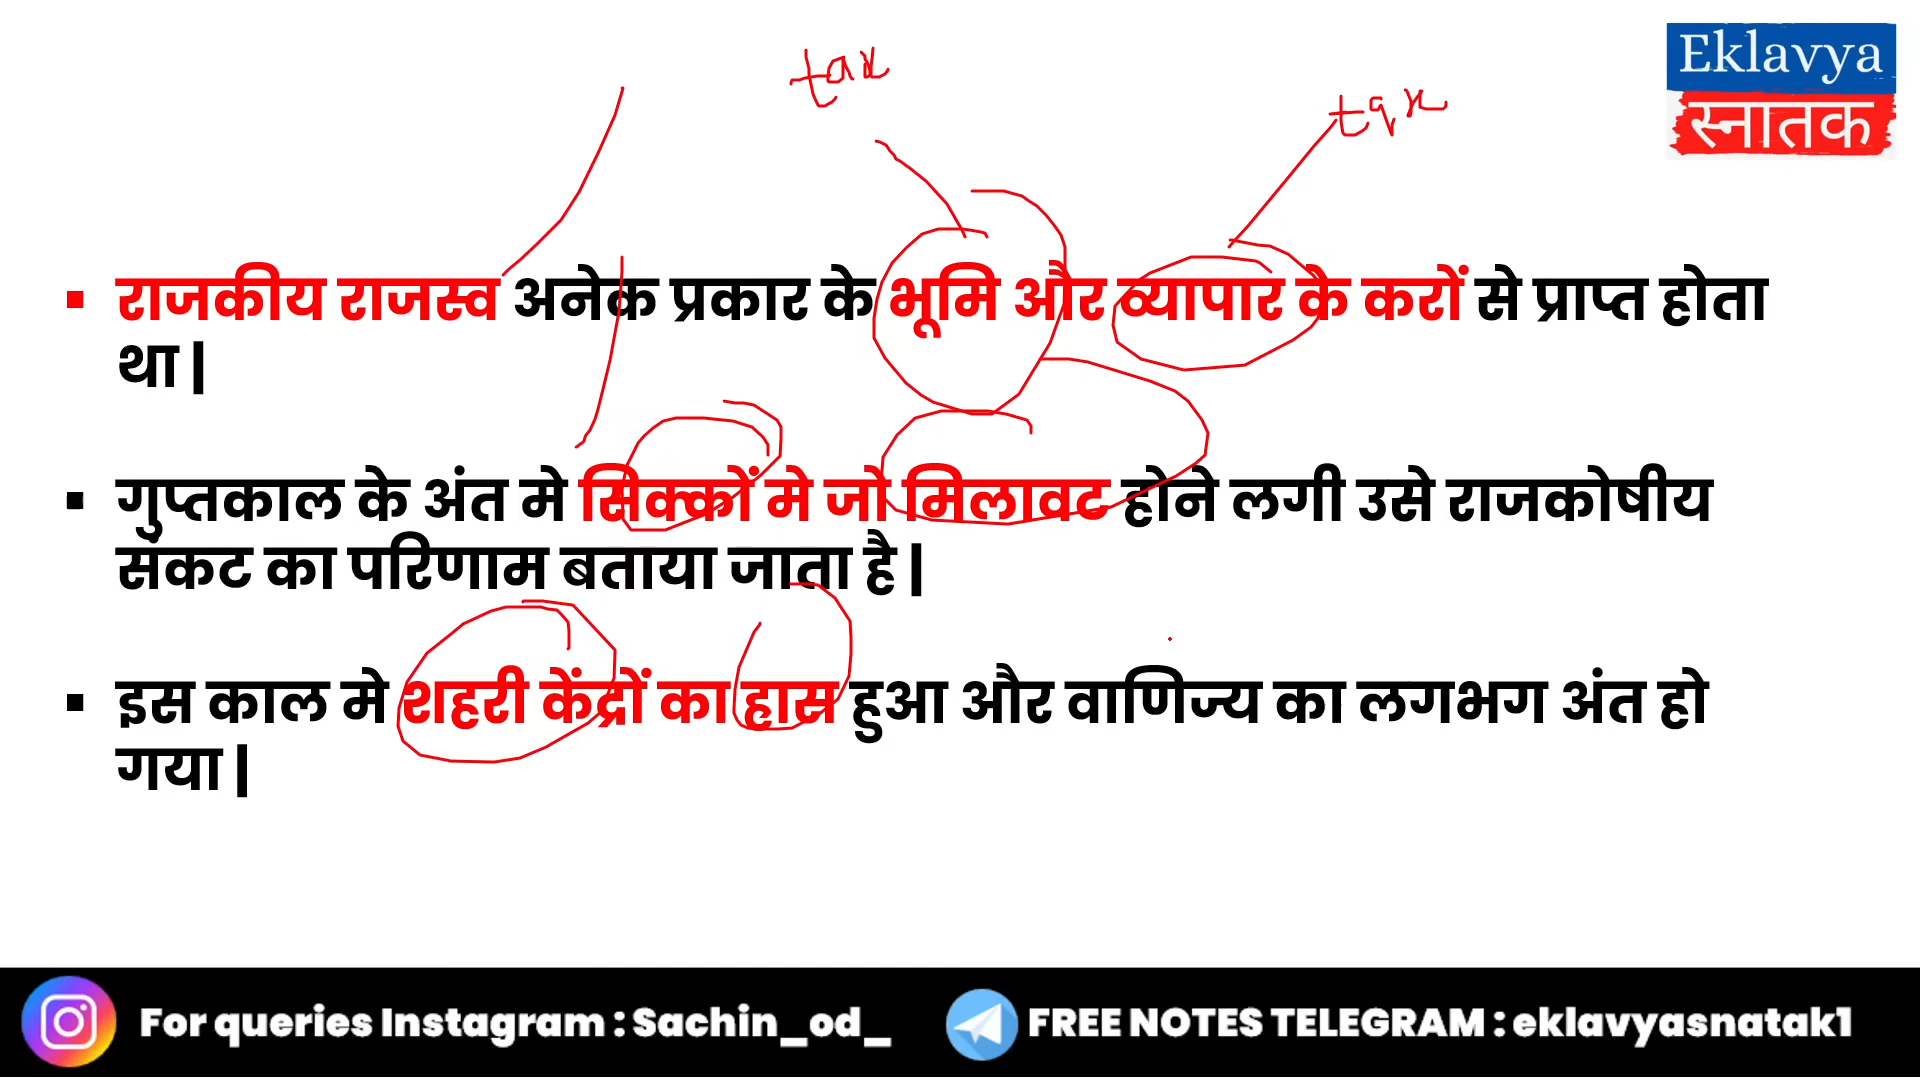 Eklavya
स्नातक
tax
tax
▪ राजकीय राजस्व अनेक प्रकार के भूमि और व्यापार के करों से प्राप्त होता
था |
▪ गुप्तकाल के अंत मे सिक्कों मे जो मिलावट होने लगी उसे राजकोषीय
संकट का परिणाम बताया जाता है |
▪ इस काल मे शहरी केंद्रों का ह्रास हुआ और वाणिज्य का लगभग अंत हो
गया |
For queries Instagram : Sachin_od_
FREE NOTES TELEGRAM : eklavyasnatak1